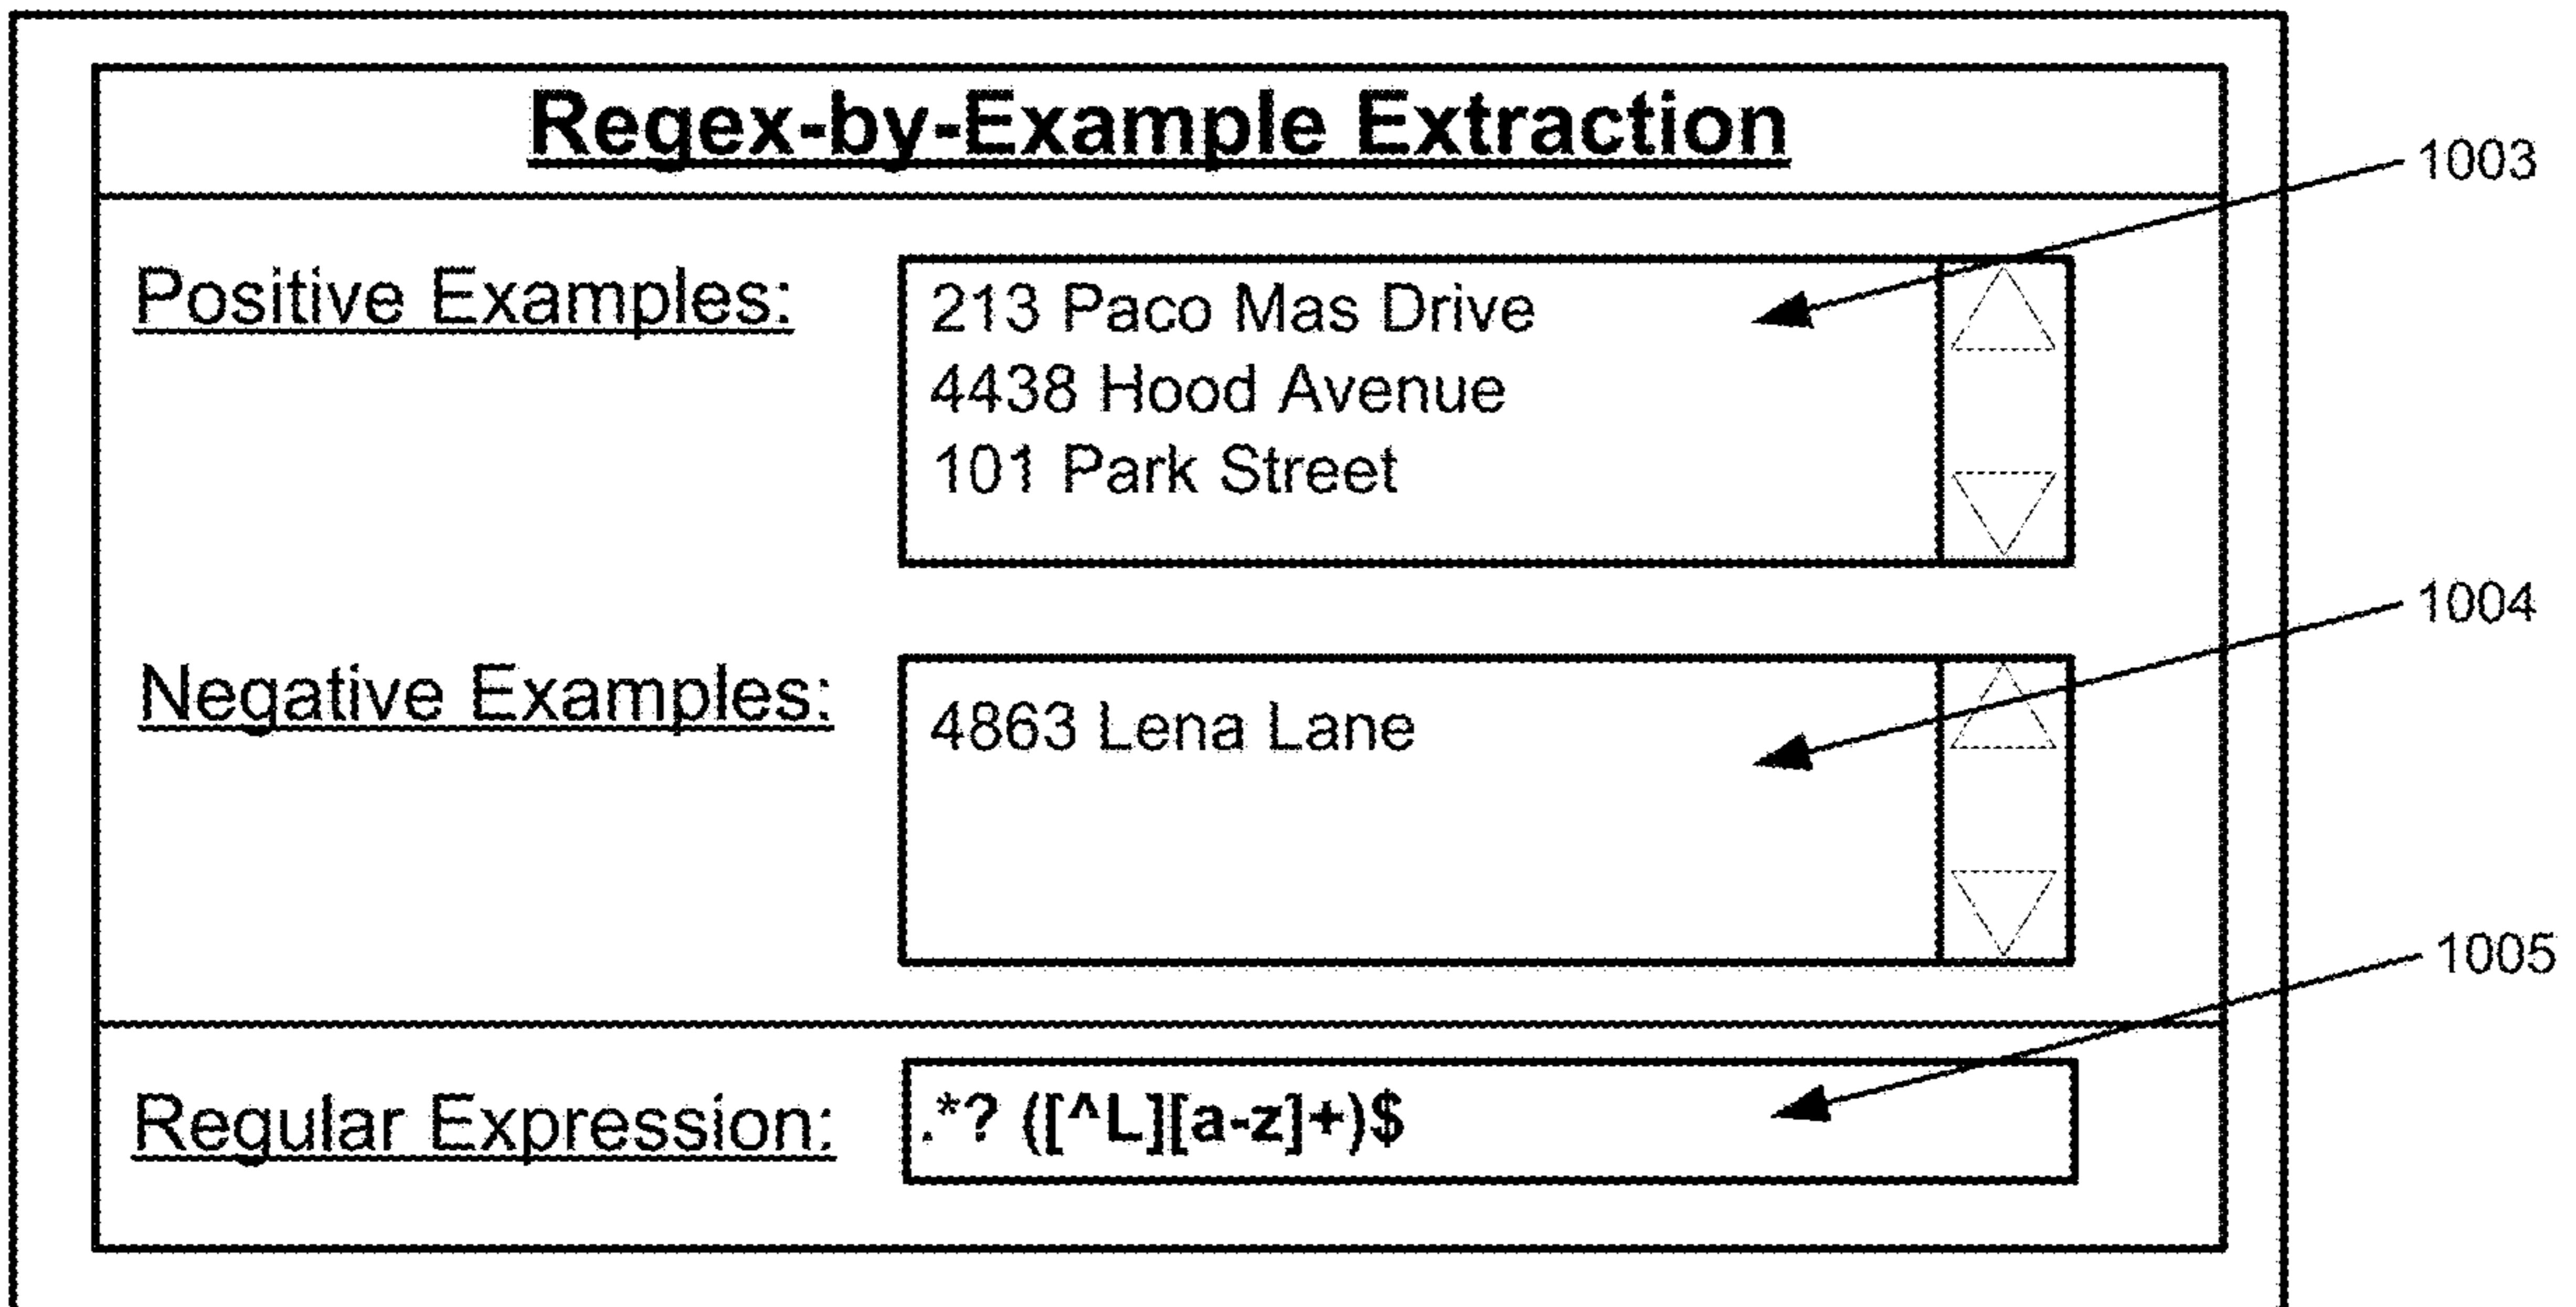 Regex-by-Example Extraction
1003
Positive Examples:
213 Paco Mas Drive
4438 Hood Avenue
101 Park Street
1004
Negative Examples:
4863 Lena Lane
1005
Regular Expression:
.*? ([^L][a-z]+)$